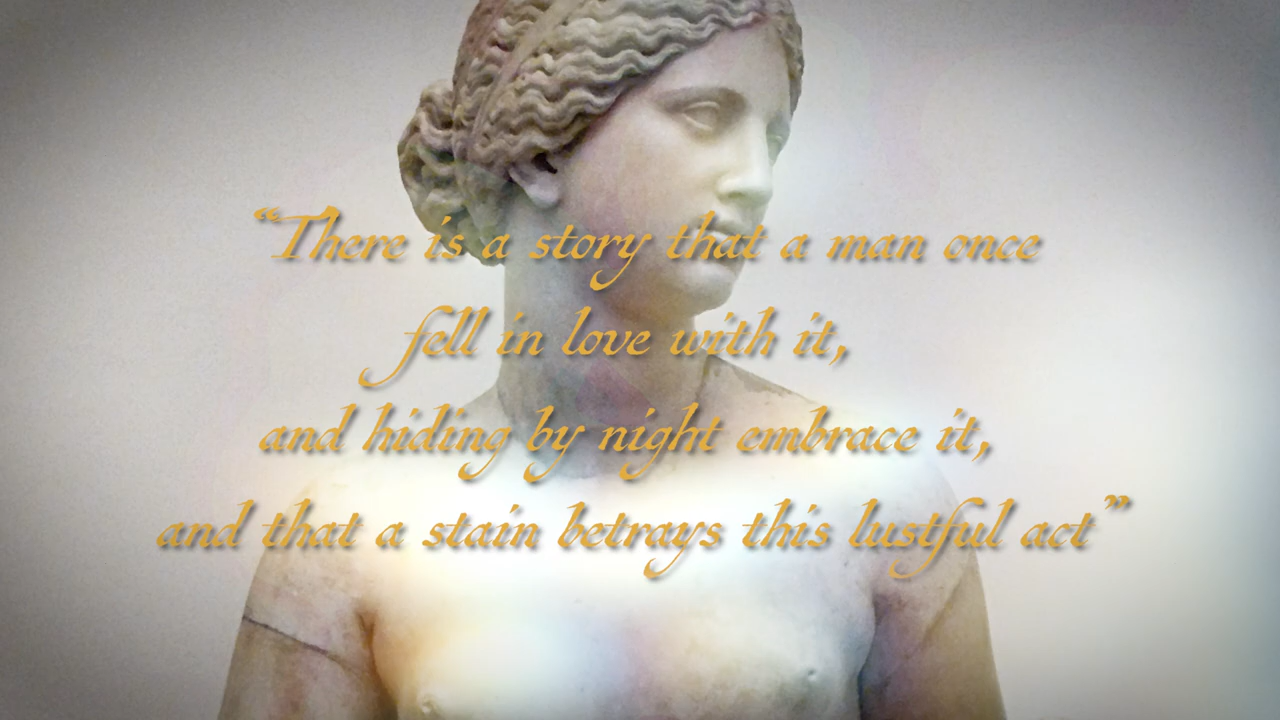 “There is a story that a man once
fell in love with it,
and hiding by night embrace it,
and that a stain betrays this lustful act”